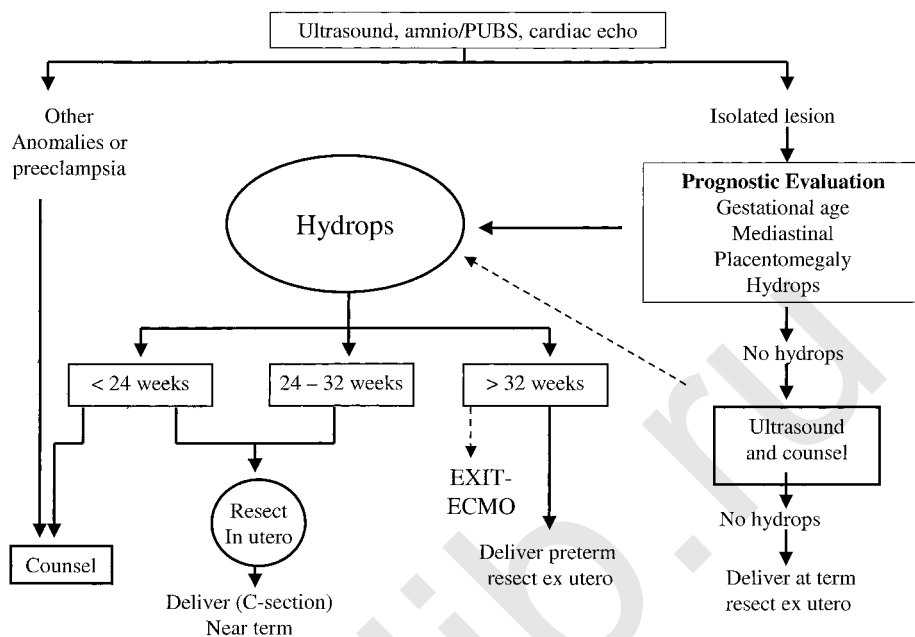 Ultrasound, amnio/PUBS, cardiac echo
Other
Anomalies or
preeclampsia
Isolated lesion
Prognostic Evaluation
Gestational age
Mediastinal
Placentomegaly
Hydrops
Hydrops
No hydrops
< 24 weeks
24 – 32 weeks
> 32 weeks
Ultrasound
and counsel
EXIT-
ECMO
Resect
In utero
No hydrops
Counsel
Deliver preterm
resect ex utero
Deliver at term
resect ex utero
Deliver (C-section)
Near term
lib.ru